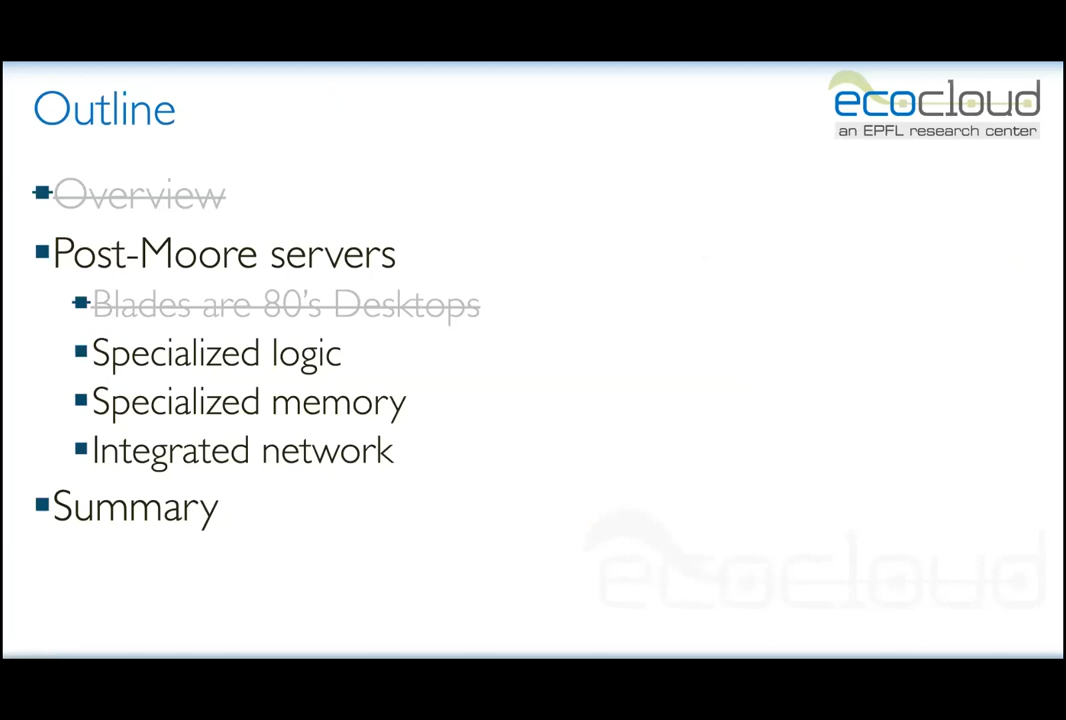 Outline
ecocloud
an EPFL research center
Overview
Post-Moore servers
Blades are 80's Desktops
Specialized logic
Specialized memory
Integrated network
Summary
ecocloud